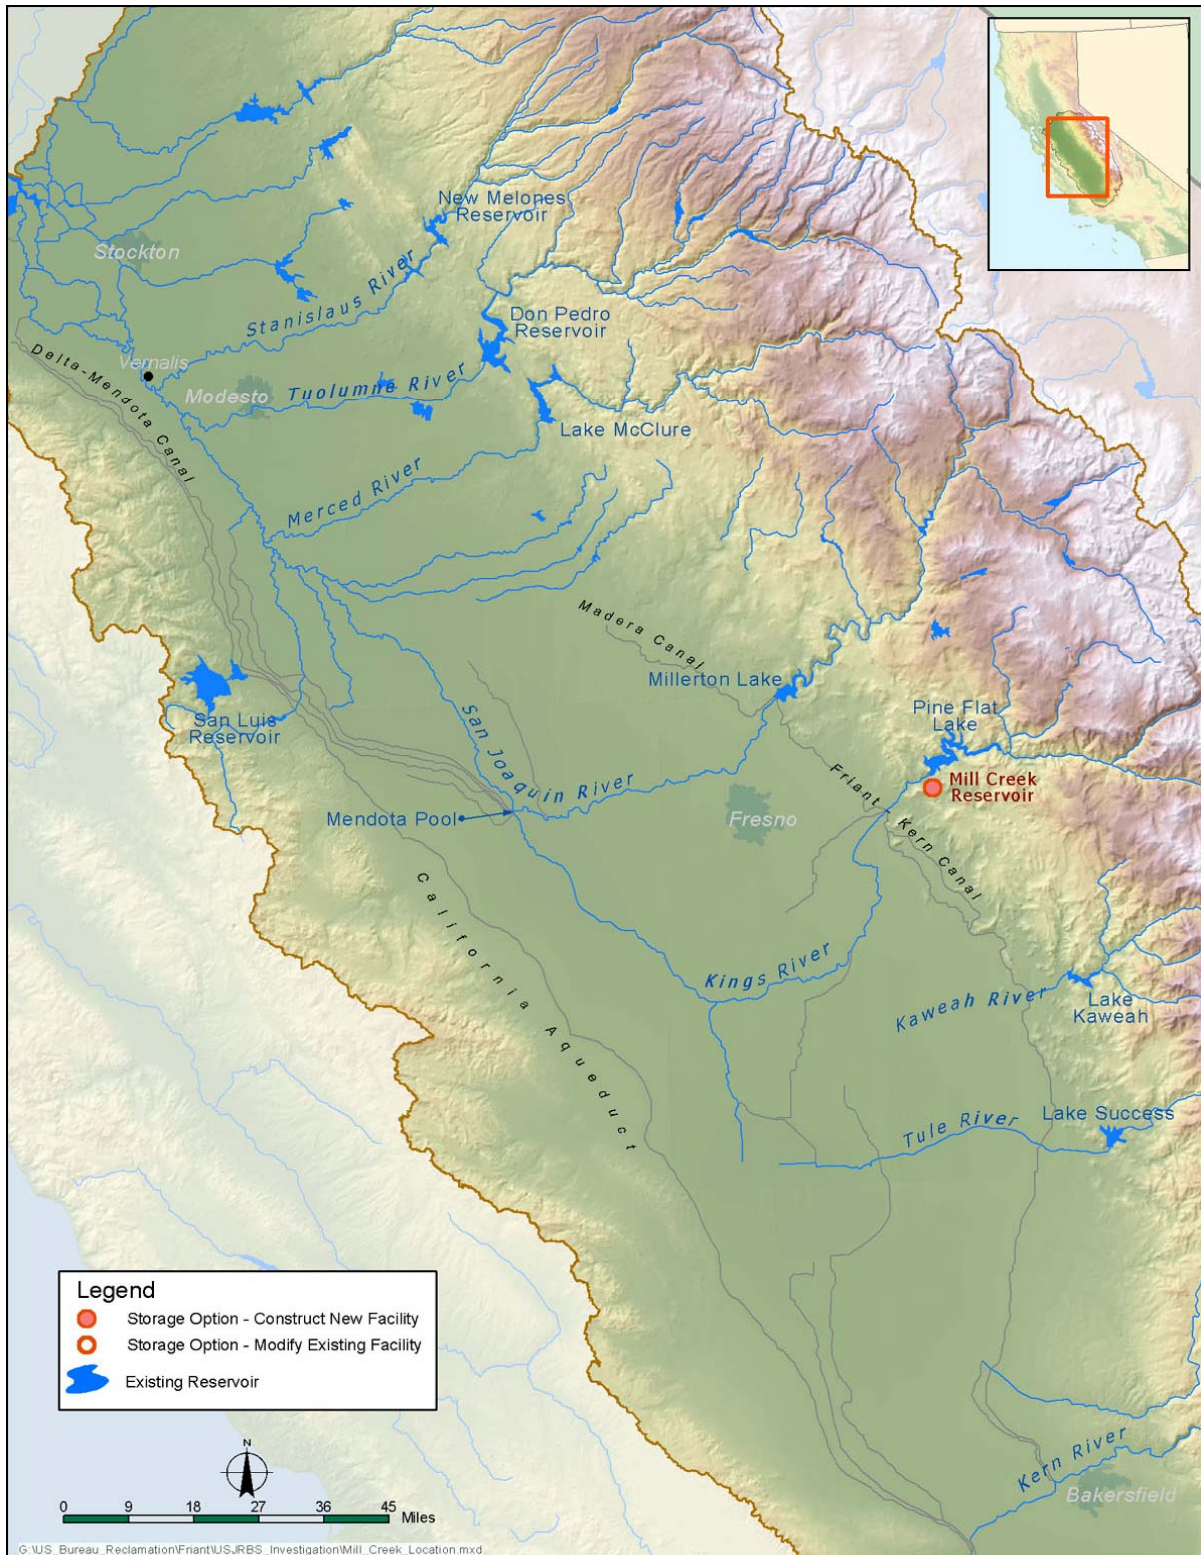 New Melones
Reservoir
Stockton
Stanislaus River
Don Pedro
Reservoir
Delta-Mendota Canal
Vernalis
Modesto
Tuolumne River
Lake McClure
Merced River
Madera Canal
Millerton Lake
San Luis
Reservoir
San Joaquin River
Pine Flat
Lake
Mill Creek
Reservoir
Mendota Pool
Fresno
Friant - Kern Canal
California Aqueduct
Kings River
Kaweah River
Lake
Kaweah
Tule River
Lake Success
Legend
Storage Option - Construct New Facility
Storage Option - Modify Existing Facility
Existing Reservoir
N
0 9 18 27 36 45
Miles
Kern River
Bakersfield
G:\US_Bureau_Reclamation\Friant\USJRBS_Investigation\Mill_Creek_Location.mxd